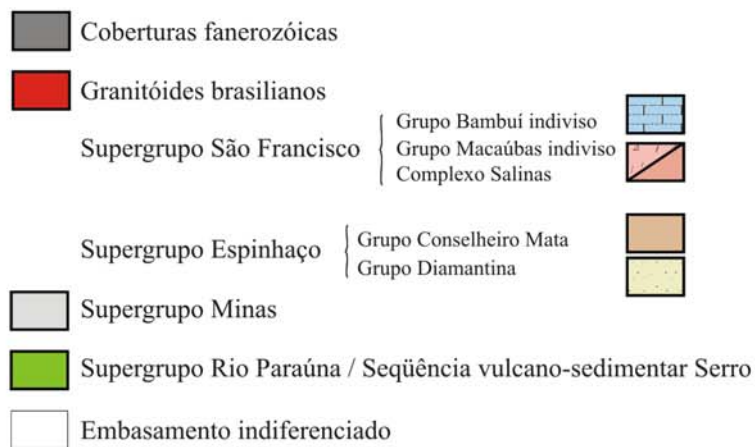 Coberturas fanerozóicas
Granitóides brasilianos
Supergrupo São Francisco
Grupo Bambuí indiviso
Grupo Macaúbas indiviso
Complexo Salinas
Supergrupo Espinhaço
Grupo Conselheiro Mata
Grupo Diamantina
Supergrupo Minas
Supergrupo Rio Paraúna / Seqüência vulcano-sedimentar Serro
Embasamento indiferenciado